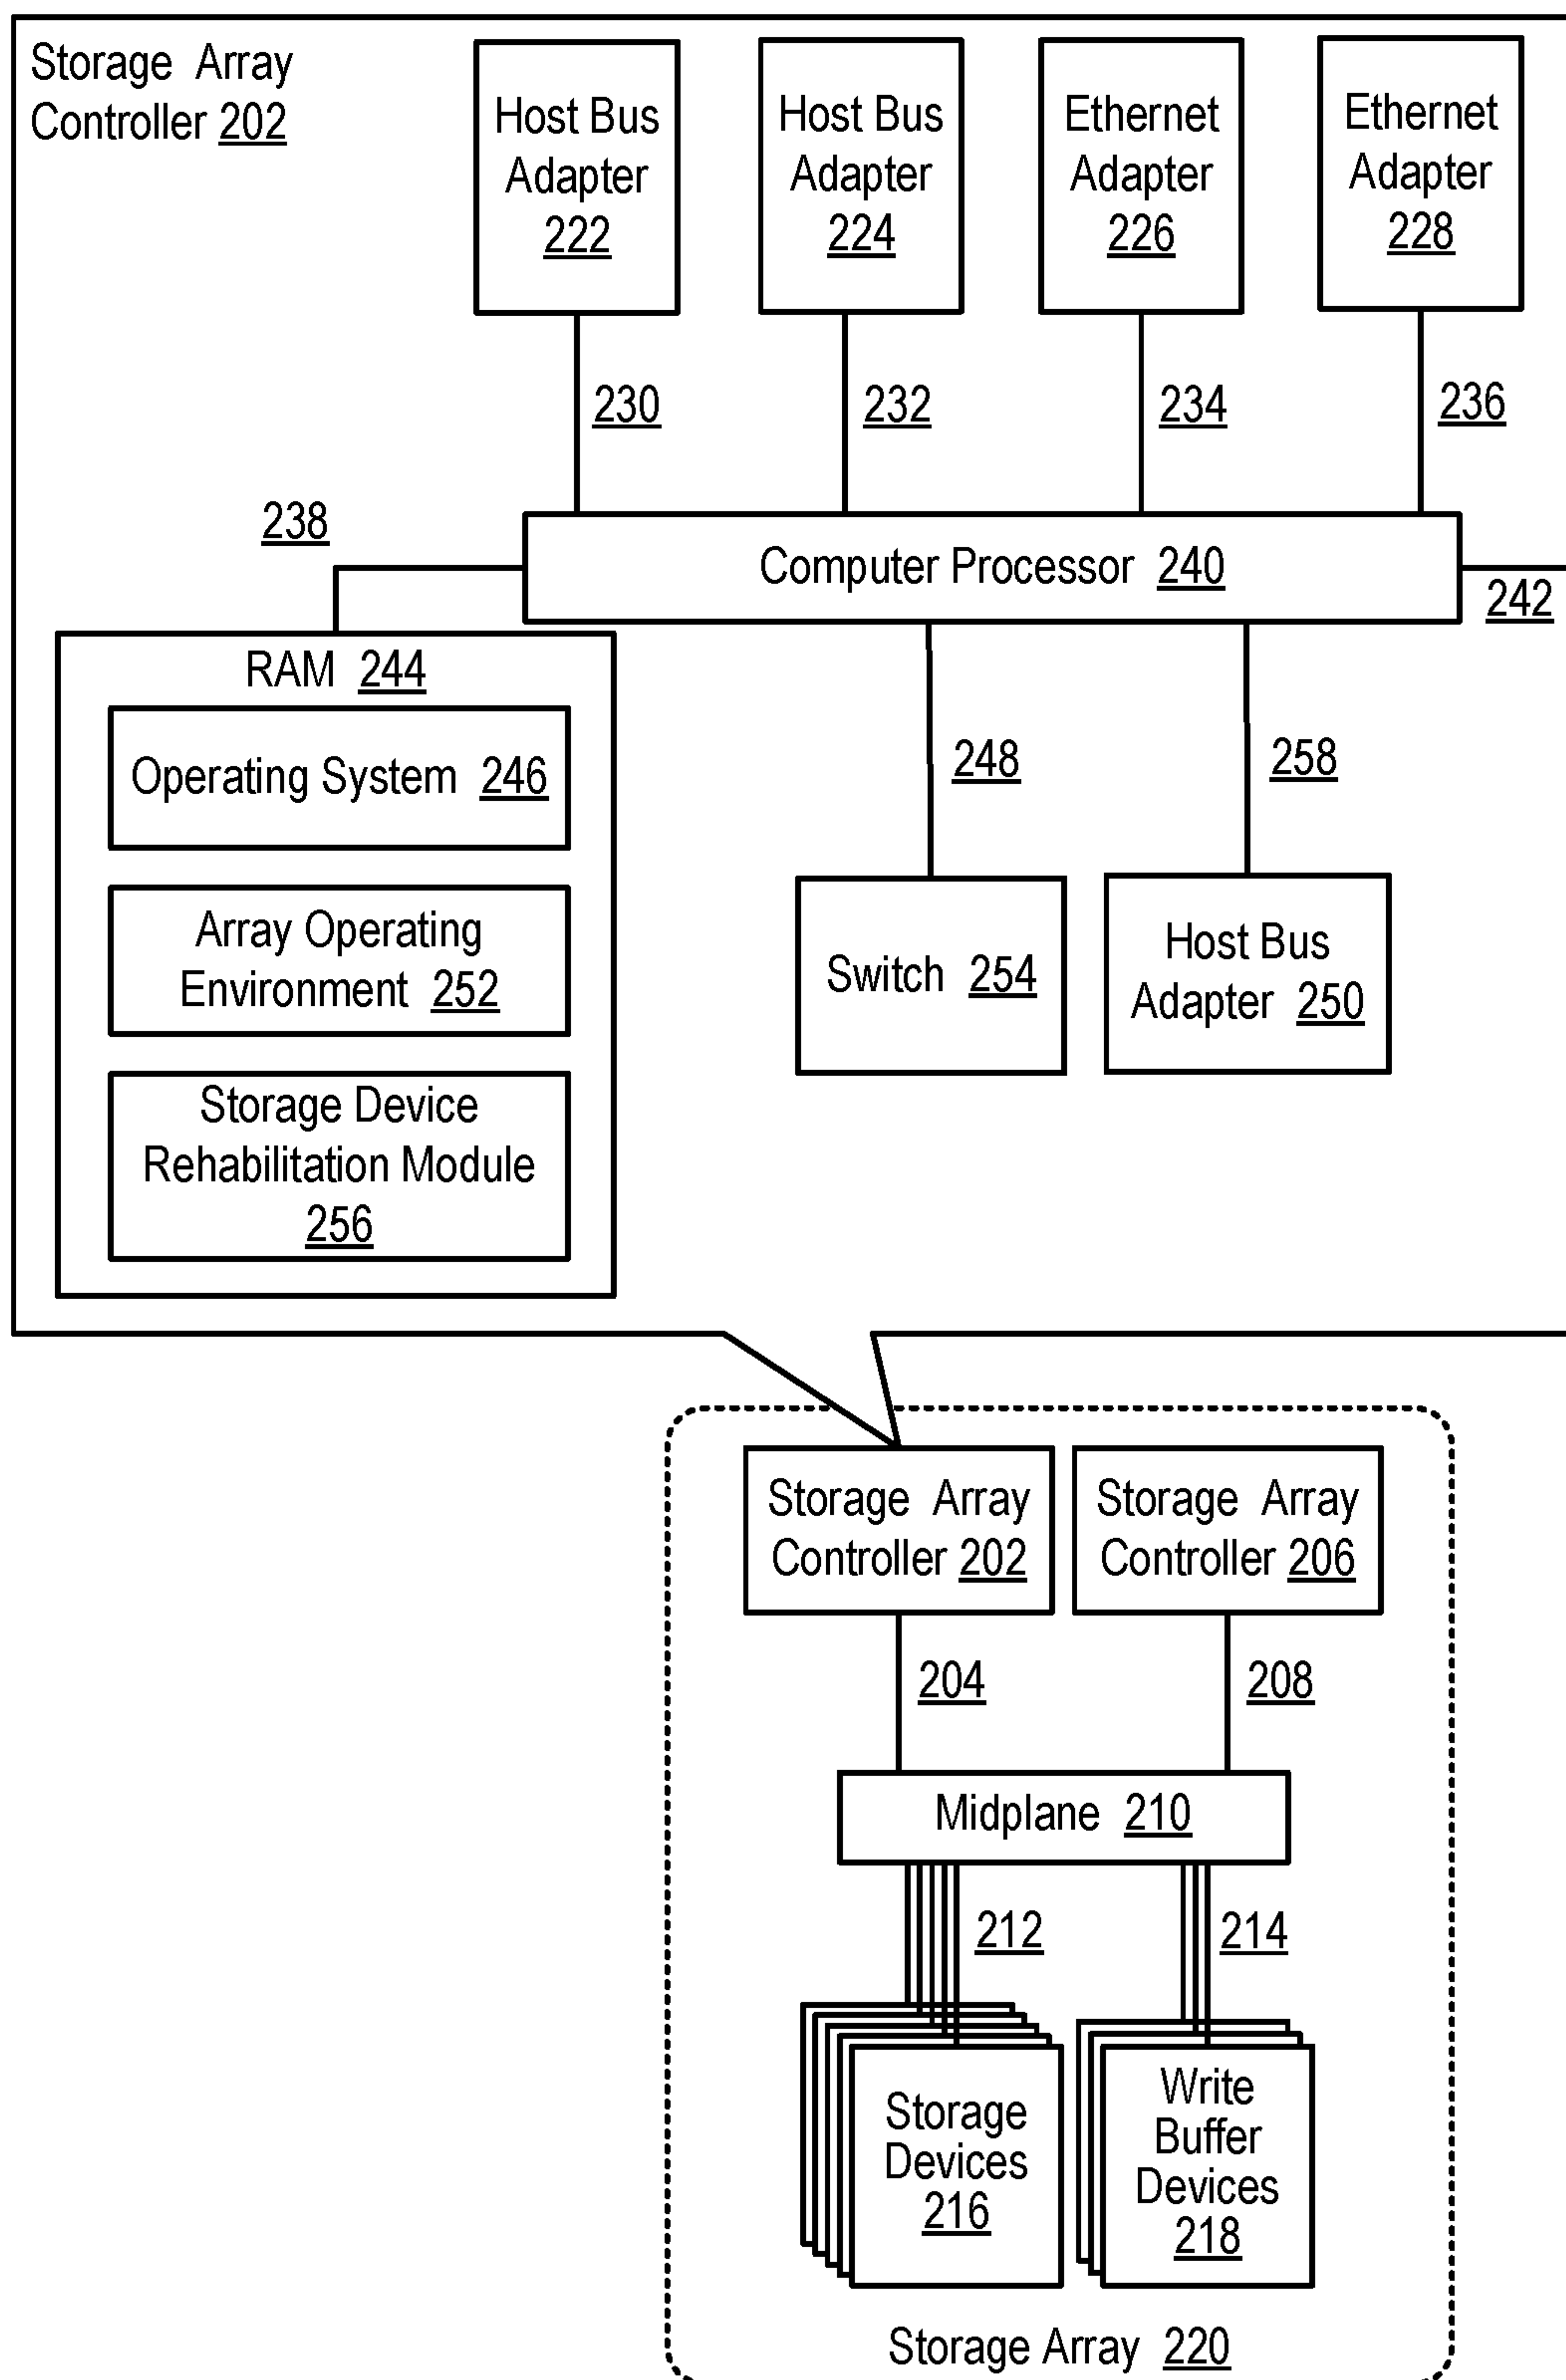 Storage Array
Controller 202
Host Bus
Adapter
222
Host Bus
Adapter
224
Ethernet
Adapter
226
Ethernet
Adapter
228
230
232
234
236
238
Computer Processor 240
242
RAM 244
Operating System 246
Array Operating
Environment 252
Storage Device
Rehabilitation Module
256
248
258
Switch 254
Host Bus
Adapter 250
Storage Array
Controller 202
Storage Array
Controller 206
204
208
Midplane 210
212
214
Storage
Devices
216
Write
Buffer
Devices
218
Storage Array 220